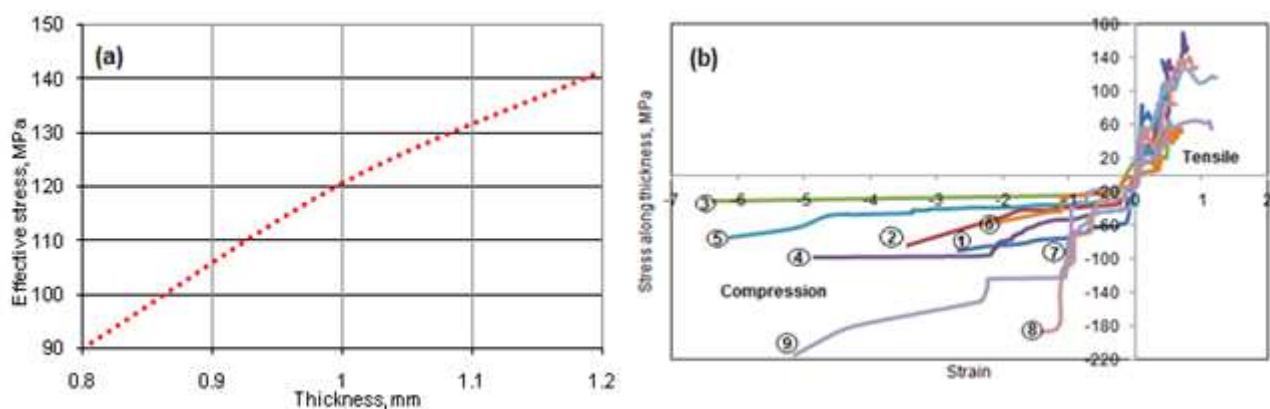 (a)
150
140
130
120
110
100
90
0.8 0.9 1 1.1 1.2
Effective stress, MPa
Thickness, mm
(b)
180
140
100
60
20
-20
-60
-100
-140
-180
-220
-7 -6 -5 -4 -3 -2 -1 0 1 2
Stress along thickness, MPa
Strain
Tensile
Compression
③
⑤
②
①
⑥
④
⑦
⑧
⑨